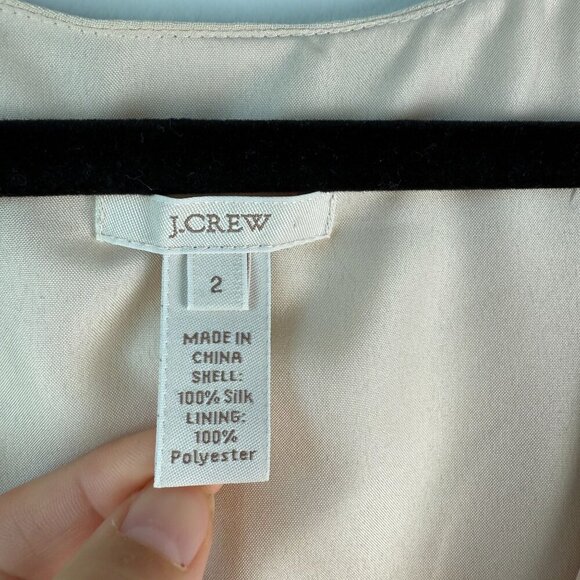 J.CREW
2
MADE IN
CHINA
SHELL:
100% Silk
LINING:
100%
Polyester